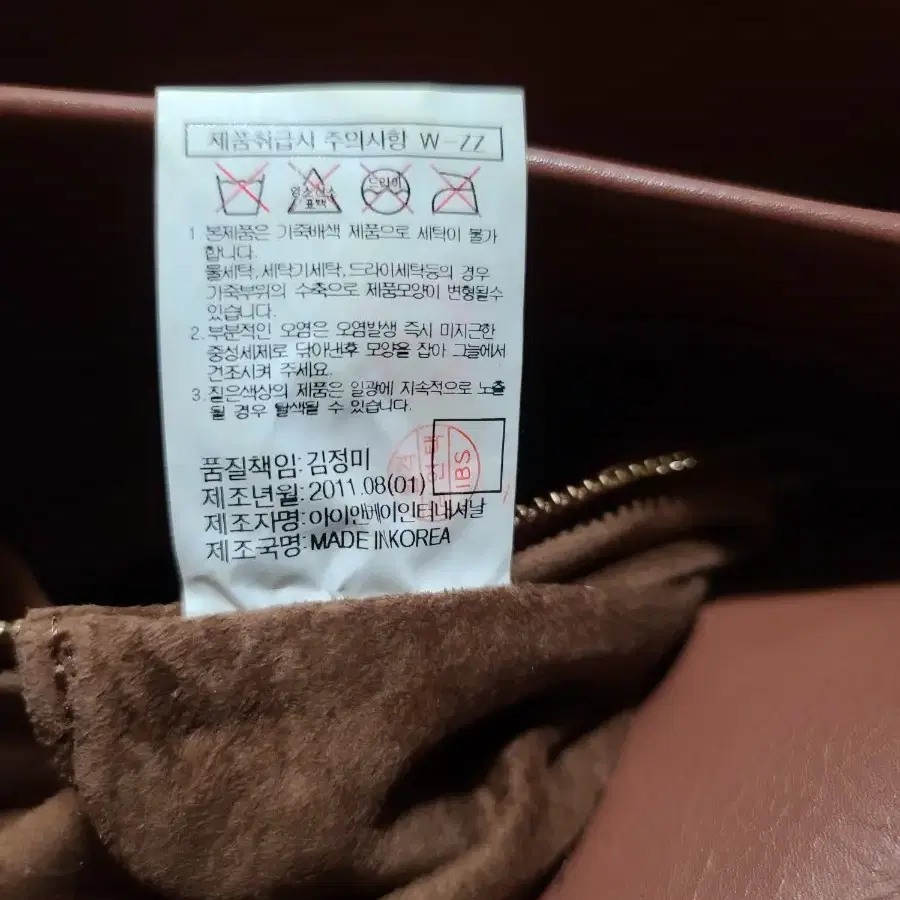 제품취급시 주의사항 W-ZZ
염소산소 드라이
표백
1 본제품은 가죽배색 제품으로 세탁이 불가
합니다.
물세탁,세탁기세탁,드라이세탁등의 경우
가죽부위의 수축으로 제품모양이 변형될수
있습니다.
2.부분적인 오염은 오염발생 즉시 미지근한
중성세제로 닦아낸후 모양을 잡아 그늘에서
건조시켜 주세요.
3.짙은색상의 제품은 일광에 지속적으로 노출
될 경우 탈색될 수 있습니다.
품질책임:김정미
제조년월:2011.08(01)
제조자명:아이앤케이인터내셔날
제조국명:MADE INKOREA
IBS